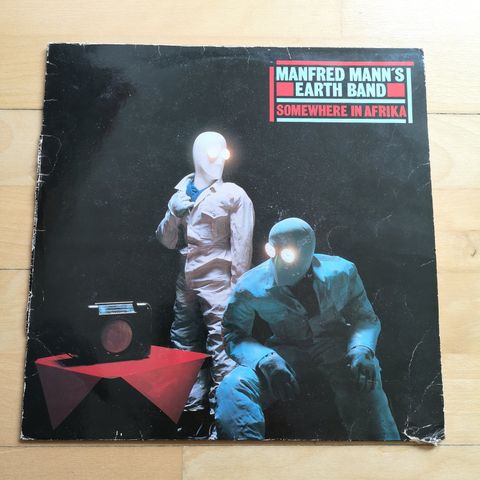 MANFRED MANN'S
EARTH BAND
SOMEWHERE IN AFRIKA